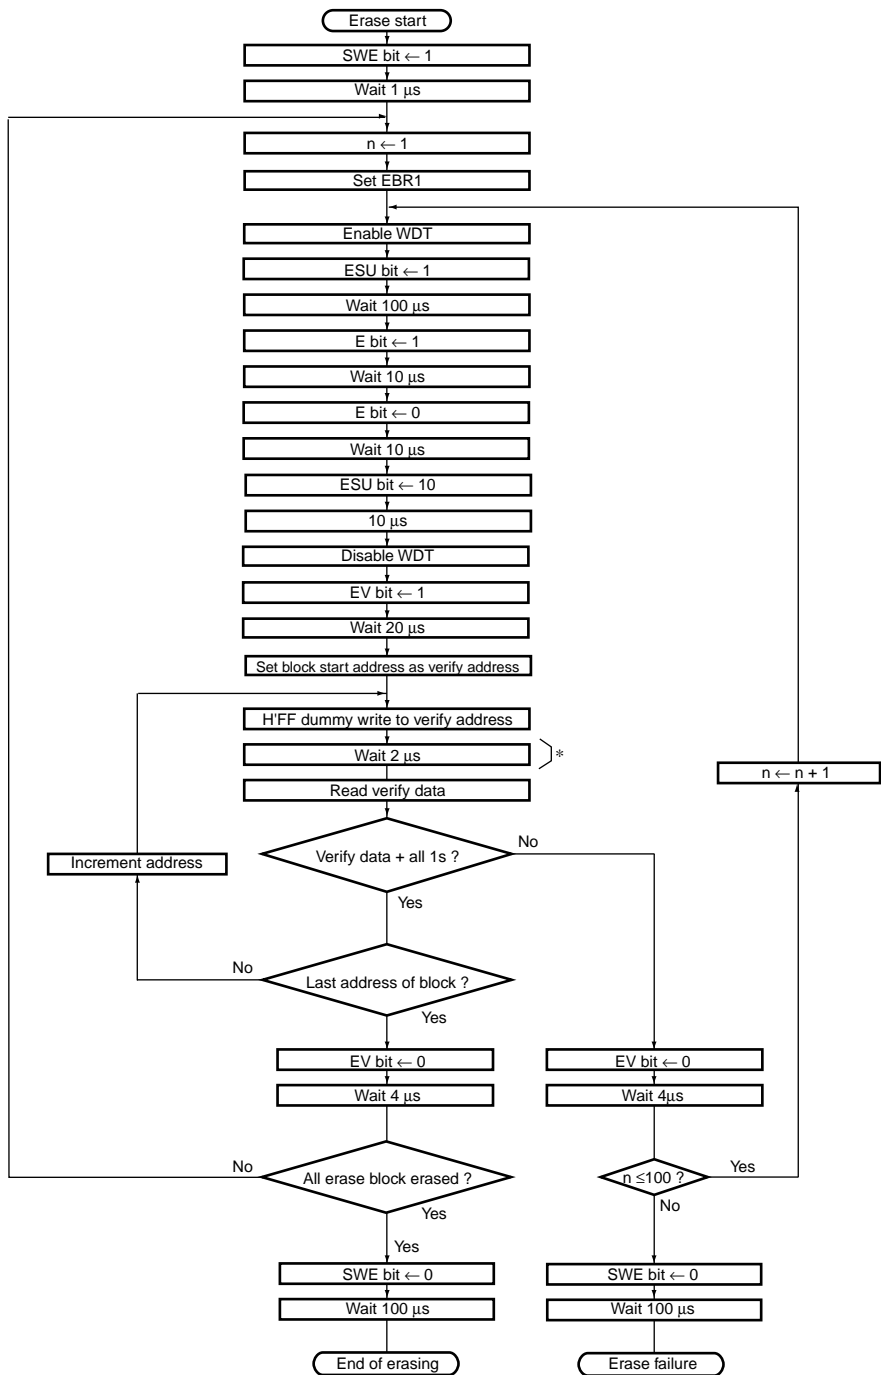 Erase start
SWE bit ← 1
Wait 1 μs
n ← 1
Set EBR1
Enable WDT
ESU bit ← 1
Wait 100 μs
E bit ← 1
Wait 10 μs
E bit ← 0
Wait 10 μs
ESU bit ← 10
10 μs
Disable WDT
EV bit ← 1
Wait 20 μs
Set block start address as verify address
H'FF dummy write to verify address
Wait 2 μs
*
n ← n + 1
Read verify data
No
Verify data + all 1s ?
Increment address
Yes
No
Last address of block ?
Yes
EV bit ← 0
EV bit ← 0
Wait 4 μs
Wait 4μs
No
All erase block erased ?
n ≤100 ?
Yes
Yes
No
Yes
SWE bit ← 0
SWE bit ← 0
Wait 100 μs
Wait 100 μs
End of erasing
Erase failure